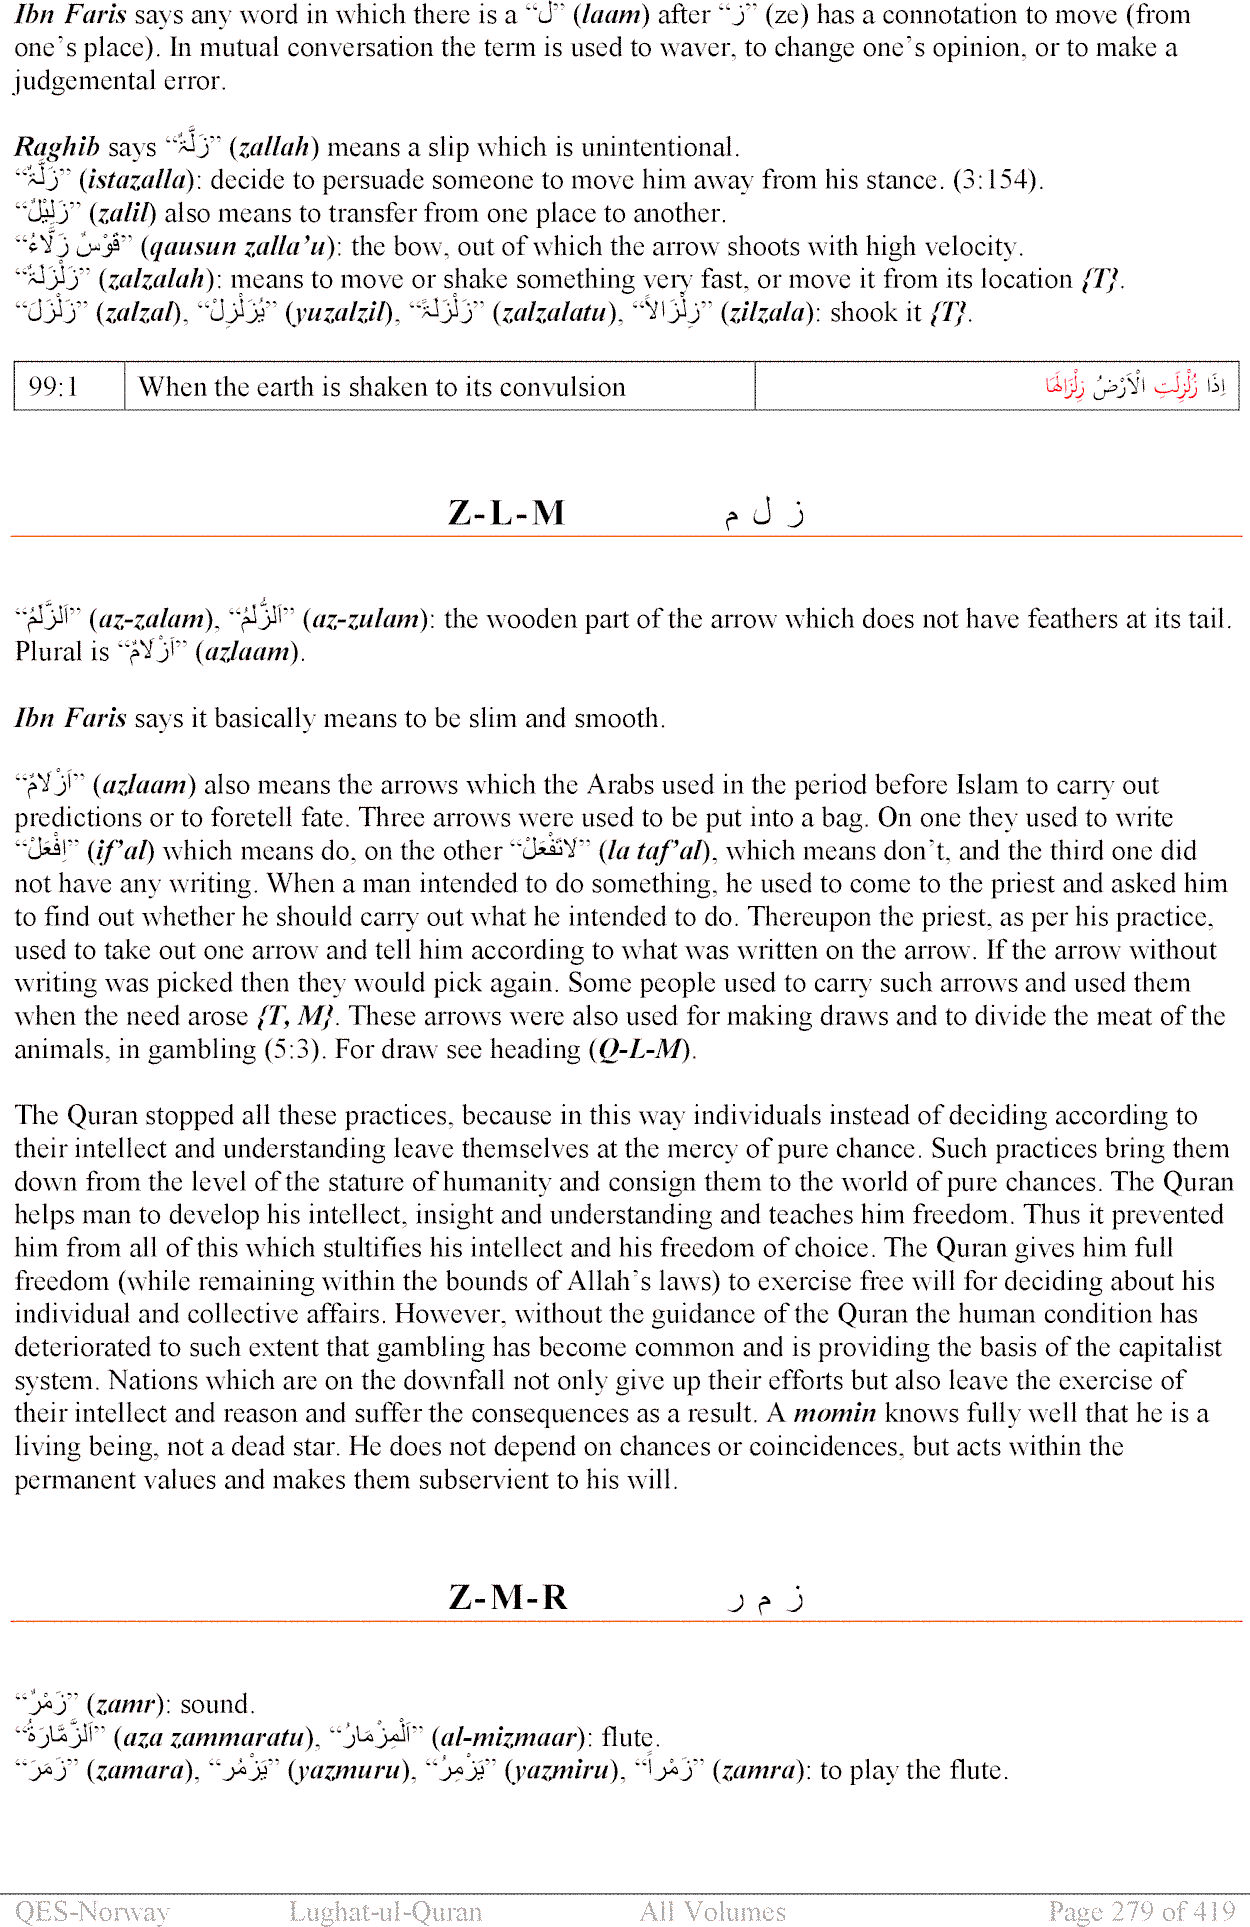 Ibn Faris says any word in which there is a “ل” (laam) after “ز” (ze) has a connotation to move (from
one’s place). In mutual conversation the term is used to waver, to change one’s opinion, or to make a
judgemental error.
Raghib says “زَلَّۃٌ” (zallah) means a slip which is unintentional.
“زَلَّۃٌ” (istazalla): decide to persuade someone to move him away from his stance. (3:154).
“زَلِيْلٌ” (zalil) also means to transfer from one place to another.
“قَوْسٌ زَلَّاءُ” (qausun zalla’u): the bow, out of which the arrow shoots with high velocity.
“زَلْزَلَۃٌ” (zalzalah): means to move or shake something very fast, or move it from its location {T}.
“زَلْزَلَ” (zalzal), “يُزَلْزِلْ” (yuzalzil), “زَلْزَلَۃً” (zalzalatu), “زِلْزَالاً” (zilzala): shook it {T}.
99:1 When the earth is shaken to its convulsion اِذَا زُلْزِلَتِ الْاَرْضُ زِلْزَالَهَا
Z-L-M ز ل م
“اَلزَّلَمُ” (az-zalam), “اَلزُّلَمُ” (az-zulam): the wooden part of the arrow which does not have feathers at its tail.
Plural is “اَزْلَامٌ” (azlaam).
Ibn Faris says it basically means to be slim and smooth.
“اَزْلَامٌ” (azlaam) also means the arrows which the Arabs used in the period before Islam to carry out
predictions or to foretell fate. Three arrows were used to be put into a bag. On one they used to write
“اِفْعَلْ” (if’al) which means do, on the other “لَاتَفْعَلْ” (la taf’al), which means don’t, and the third one did
not have any writing. When a man intended to do something, he used to come to the priest and asked him
to find out whether he should carry out what he intended to do. Thereupon the priest, as per his practice,
used to take out one arrow and tell him according to what was written on the arrow. If the arrow without
writing was picked then they would pick again. Some people used to carry such arrows and used them
when the need arose {T, M}. These arrows were also used for making draws and to divide the meat of the
animals, in gambling (5:3). For draw see heading (Q-L-M).
The Quran stopped all these practices, because in this way individuals instead of deciding according to
their intellect and understanding leave themselves at the mercy of pure chance. Such practices bring them
down from the level of the stature of humanity and consign them to the world of pure chances. The Quran
helps man to develop his intellect, insight and understanding and teaches him freedom. Thus it prevented
him from all of this which stultifies his intellect and his freedom of choice. The Quran gives him full
freedom (while remaining within the bounds of Allah’s laws) to exercise free will for deciding about his
individual and collective affairs. However, without the guidance of the Quran the human condition has
deteriorated to such extent that gambling has become common and is providing the basis of the capitalist
system. Nations which are on the downfall not only give up their efforts but also leave the exercise of
their intellect and reason and suffer the consequences as a result. A momin knows fully well that he is a
living being, not a dead star. He does not depend on chances or coincidences, but acts within the
permanent values and makes them subservient to his will.
Z-M-R ز م ر
“زَمْرٌ” (zamr): sound.
“اَلزَّمَّارَةُ” (aza zammaratu), “اَلْمِزْمَارُ” (al-mizmaar): flute.
“زَمَرَ” (zamara), “يَزْمُر” (yazmuru), “يَزْمِرُ” (yazmiru), “زَمْراً” (zamra): to play the flute.
QES-Norway Lughat-ul-Quran All Volumes Page 279 of 419